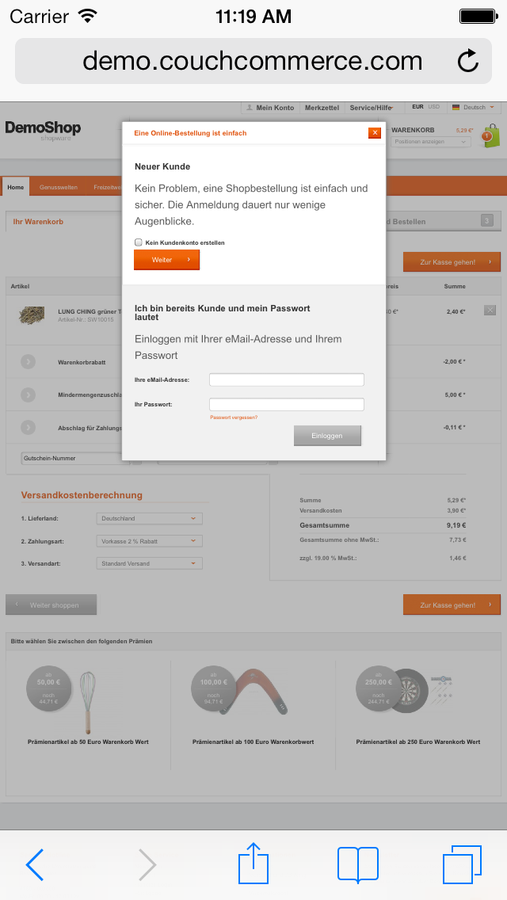 Carrier 11:19 AM
demo.couchcommerce.com
Mein Konto Merkzettel Service/Hilfe EUR USD Deutsch
DemoShop
shopware
Eine Online-Bestellung ist einfach
WARENKORB 5,29 €*
Positionen anzeigen
1
Home Genusswelten Freizeitw
Neuer Kunde
Kein Problem, eine Shopbestellung ist einfach und
sicher. Die Anmeldung dauert nur wenige
Augenblicke.
Kein Kundenkonto erstellen
Weiter
Ihr Warenkorb
d Bestellen 3
Zur Kasse gehen!
Artikel
reis Summe
LUNG CHING grüner T
Artikel-Nr.: SW10015
0 €* 2,40 €*
Ich bin bereits Kunde und mein Passwort
lautet
Einloggen mit Ihrer eMail-Adresse und Ihrem
Passwort
Ihre eMail-Adresse:
Ihr Passwort:
Passwort vergessen?
Einloggen
Warenkorbrabatt -2,00 €*
Mindermengenzuschla 5,00 €*
Abschlag für Zahlungs -0,11 €*
Gutschein-Nummer
Versandkostenberechnung
1. Lieferland: Deutschland
2. Zahlungsart: Vorkasse 2 % Rabatt
3. Versandart: Standard Versand
Summe 5,29 €*
Versandkosten 3,90 €*
Gesamtsumme 9,19 €
Gesamtsumme ohne MwSt.: 7,73 €
zzgl. 19.00 % MwSt.: 1,46 €
Weiter shoppen
Zur Kasse gehen!
Bitte wählen Sie zwischen den folgenden Prämien
ab
50,00 €
noch
44,71 €
ab
100,00 €
noch
94,71 €
ab
250,00 €
noch
244,71 €
Prämienartikel ab 50 Euro Warenkorb Wert
Prämienartikel ab 100 Euro Warenkorbwert
Prämienartikel ab 250 Euro Warenkorb Wert